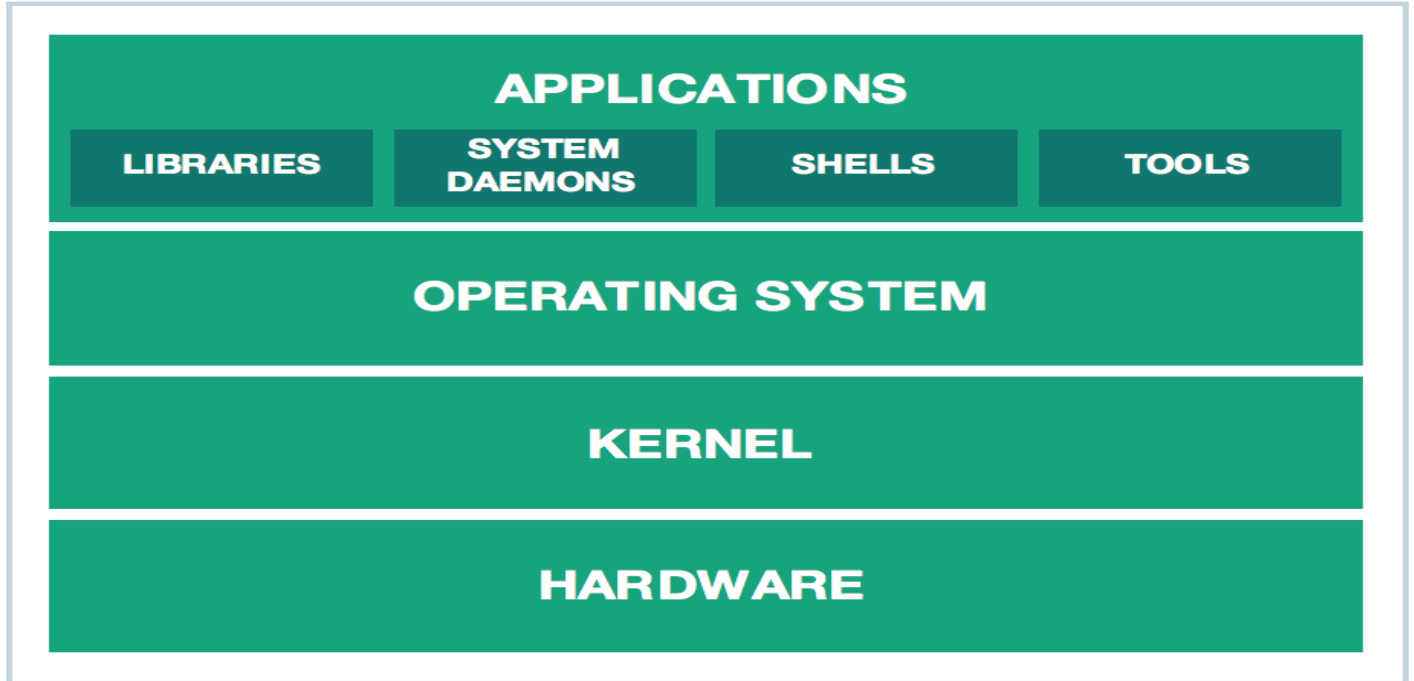 APPLICATIONS
LIBRARIES
SYSTEM
DAEMONS
SHELLS
TOOLS
OPERATING SYSTEM
KERNEL
HARDWARE